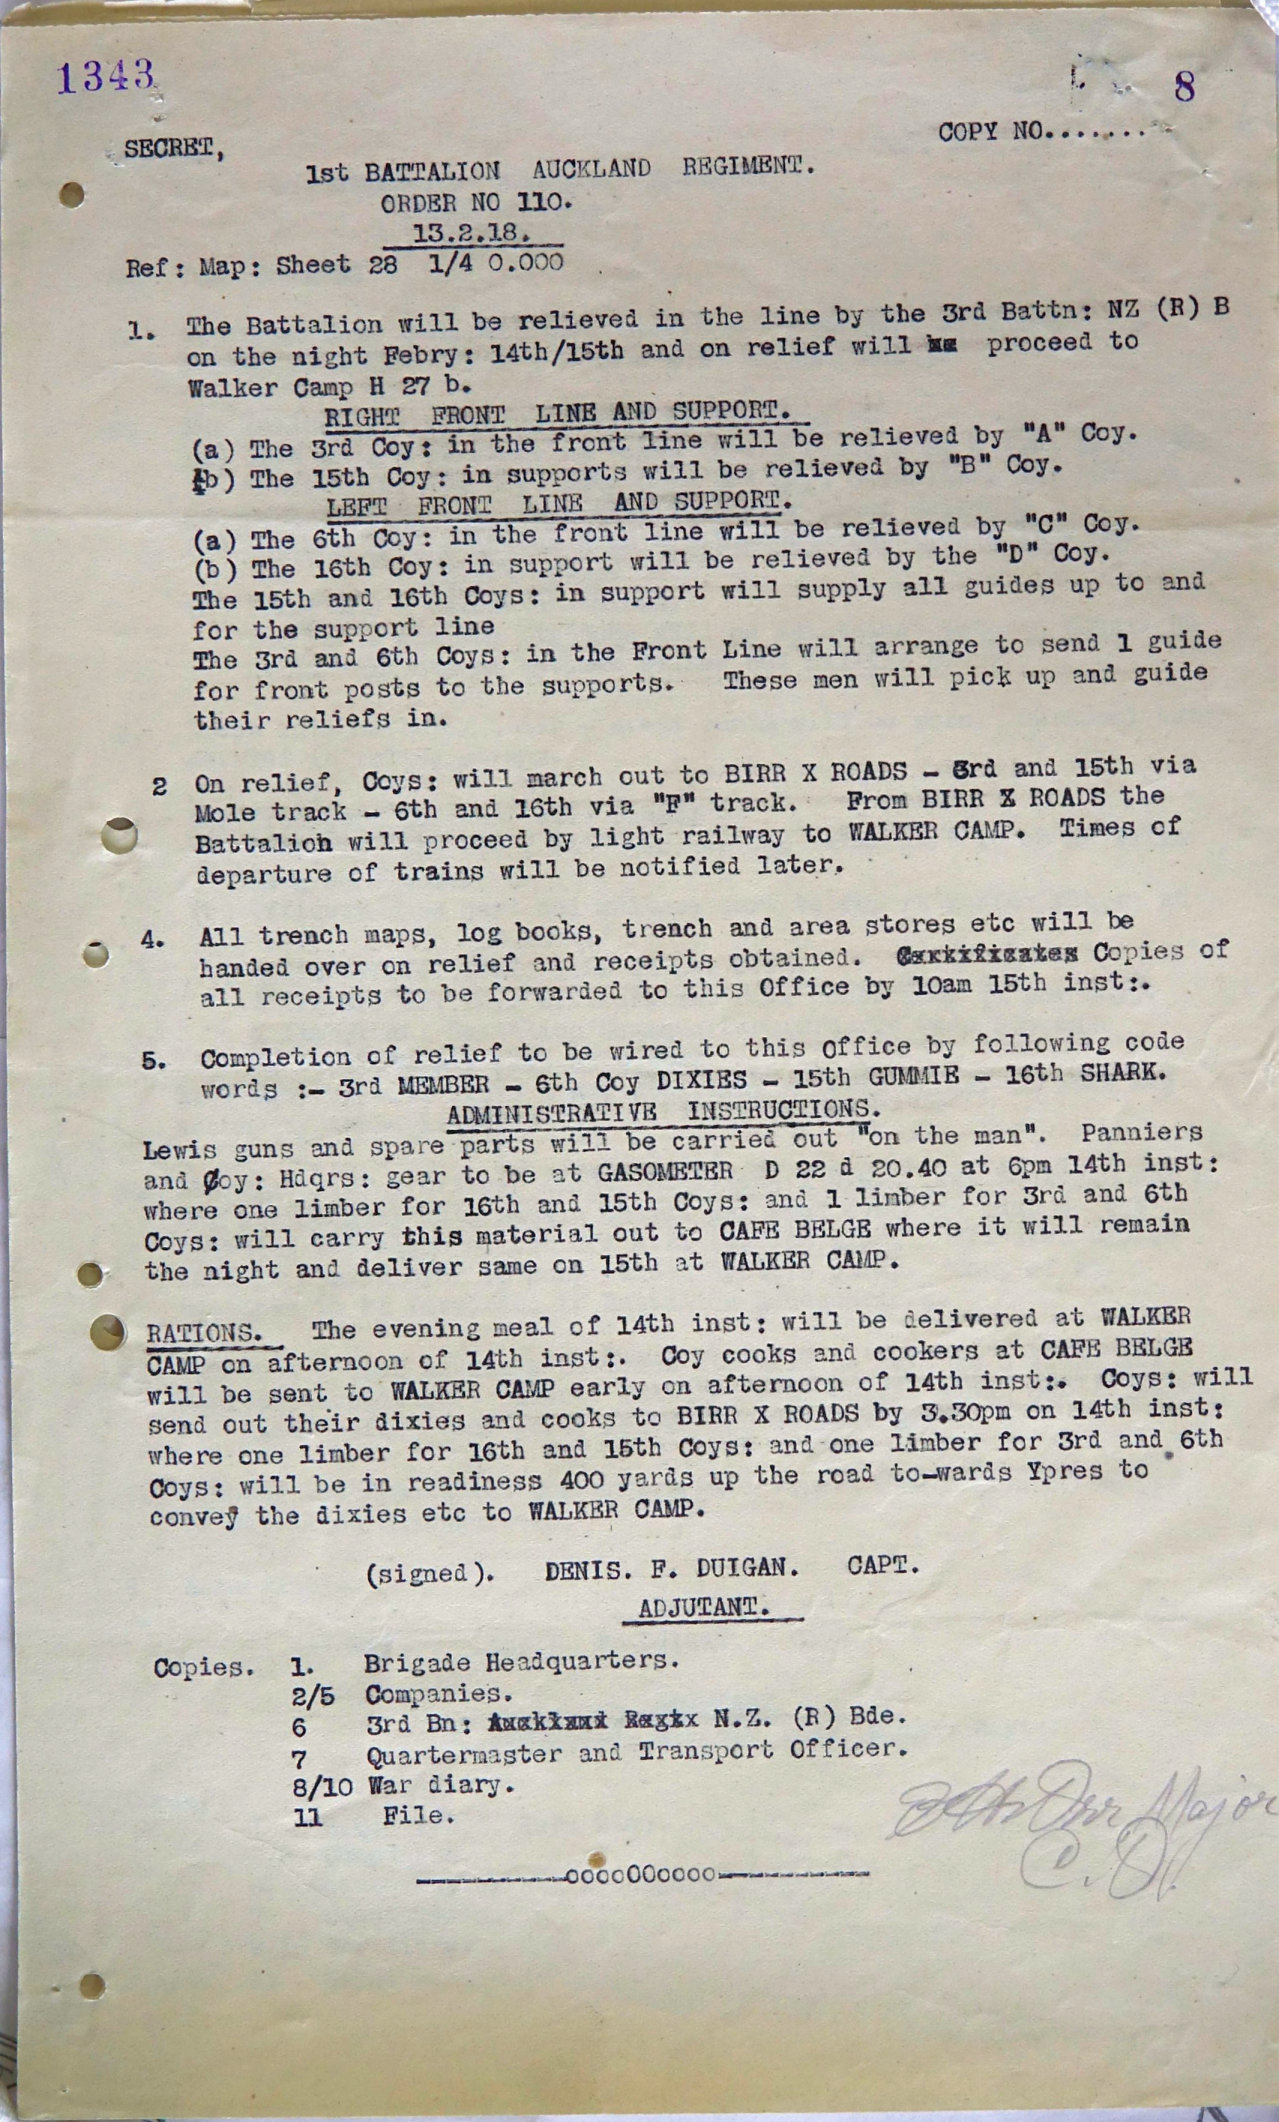 1343
8
COPY NO.......
SECRET,
1st BATTALION AUCKLAND REGIMENT.
ORDER NO 110.
13.2.18.
Ref: Map: Sheet 28 1/4 0.000
1. The Battalion will be relieved in the line by the 3rd Battn: NZ (R) B
on the night Febry: 14th/15th and on relief will proceed to
Walker Camp H 27 b.
RIGHT FRONT LINE AND SUPPORT.
(a) The 3rd Coy: in the front line will be relieved by "A" Coy.
(b) The 15th Coy: in supports will be relieved by "B" Coy.
LEFT FRONT LINE AND SUPPORT.
(a) The 6th Coy: in the front line will be relieved by "C" Coy.
(b) The 16th Coy: in support will be relieved by the "D" Coy.
The 15th and 16th Coys: in support will supply all guides up to and
for the support line
The 3rd and 6th Coys: in the Front Line will arrange to send 1 guide
for front posts to the supports. These men will pick up and guide
their reliefs in.
2 On relief, Coys: will march out to BIRR X ROADS - 3rd and 15th via
Mole track - 6th and 16th via "F" track. From BIRR X ROADS the
Battalion will proceed by light railway to WALKER CAMP. Times of
departure of trains will be notified later.
4. All trench maps, log books, trench and area stores etc will be
handed over on relief and receipts obtained. Copies of
all receipts to be forwarded to this Office by 10am 15th inst:.
5. Completion of relief to be wired to this Office by following code
words :- 3rd MEMBER - 6th Coy DIXIES - 15th GUMMIE - 16th SHARK.
ADMINISTRATIVE INSTRUCTIONS.
Lewis guns and spare parts will be carried out "on the man". Panniers
and Coy: Hdqrs: gear to be at GASOMETER D 22 d 20.40 at 6pm 14th inst:
where one limber for 16th and 15th Coys: and 1 limber for 3rd and 6th
Coys: will carry this material out to CAFE BELGE where it will remain
the night and deliver same on 15th at WALKER CAMP.
RATIONS. The evening meal of 14th inst: will be delivered at WALKER
CAMP on afternoon of 14th inst:. Coy cooks and cookers at CAFE BELGE
will be sent to WALKER CAMP early on afternoon of 14th inst:. Coys: will
send out their dixies and cooks to BIRR X ROADS by 3.30pm on 14th inst:
where one limber for 16th and 15th Coys: and one limber for 3rd and 6th
Coys: will be in readiness 400 yards up the road to-wards Ypres to
convey the dixies etc to WALKER CAMP.
(signed). DENIS. F. DUIGAN. CAPT.
ADJUTANT.
Copies. 1. Brigade Headquarters.
2/5 Companies.
6 3rd Bn: N.Z. (R) Bde.
7 Quartermaster and Transport Officer.
8/10 War diary.
11 File.
Orr Major
C.O.
----------oooo000oooo----------